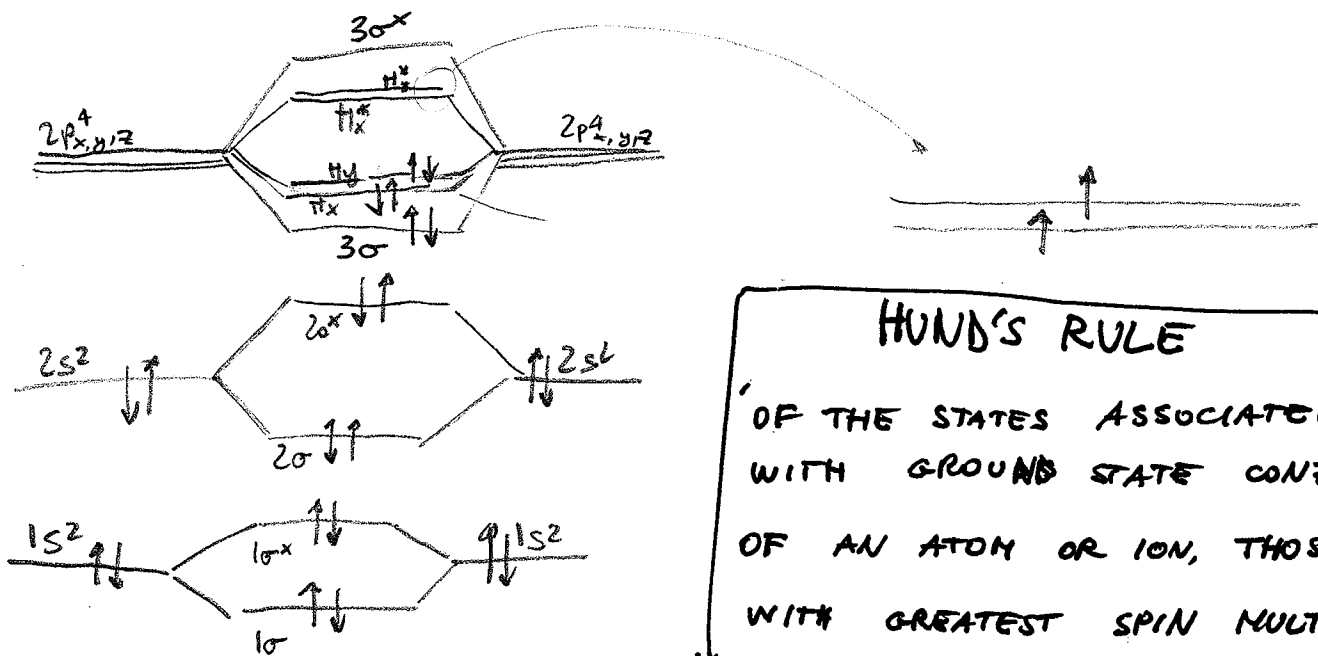 3σ*
π*
π*x
2p⁴x,y,z
2p⁴x,y,z
πy
πx
3σ
2σ*
2s²
2s²
2σ
1s²
1σ*
1s²
1σ
HUND'S RULE
OF THE STATES ASSOCIATE
WITH GROUND STATE CON
OF AN ATOM OR ION, THOS
WITH GREATEST SPIN MULT